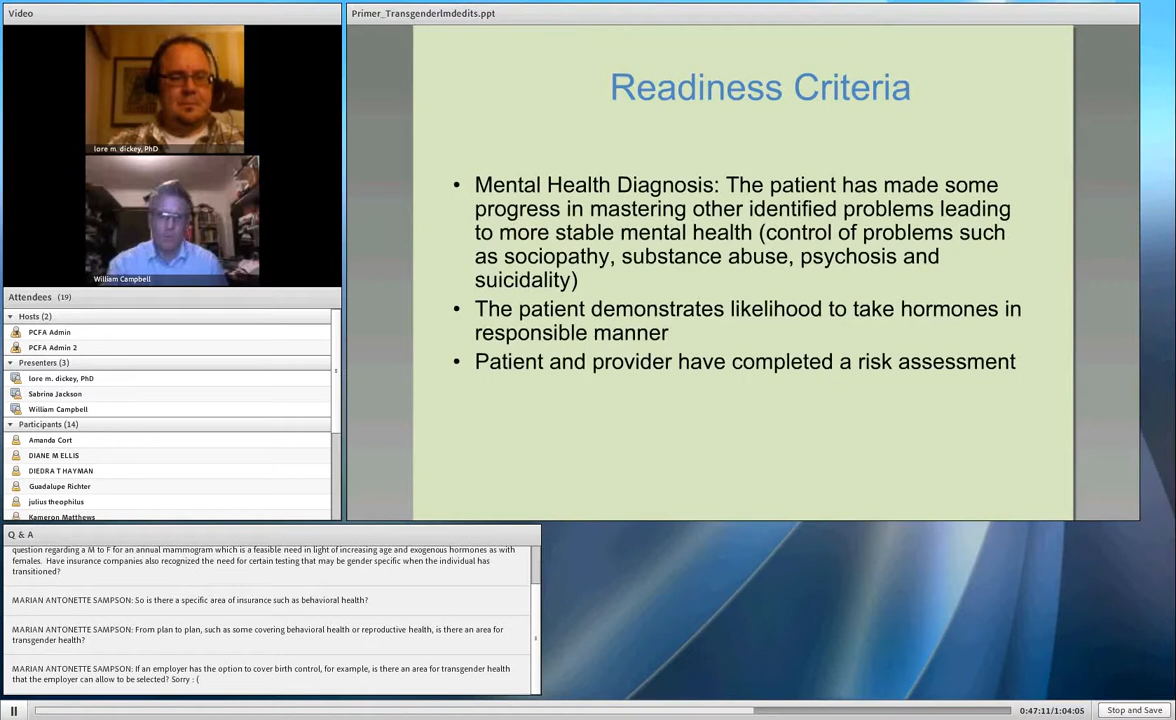 Video
lore m. dickey, PhD
William Campbell
Attendees (19)
Hosts (2)
PCFA Admin
PCFA Admin 2
Presenters (3)
lore m. dickey, PhD
Sabrina Jackson
William Campbell
Participants (14)
Amanda Cort
DIANE M ELLIS
DIEDRA T HAYMAN
Guadalupe Richter
julius theophilus
Kameron Matthews
Primer_Transgenderlmdedits.ppt
Readiness Criteria
• Mental Health Diagnosis: The patient has made some
progress in mastering other identified problems leading
to more stable mental health (control of problems such
as sociopathy, substance abuse, psychosis and
suicidality)
• The patient demonstrates likelihood to take hormones in
responsible manner
• Patient and provider have completed a risk assessment
Q & A
question regarding a M to F for an annual mammogram which is a feasible need in light of increasing age and exogenous hormones as with
females. Have insurance companies also recognized the need for certain testing that may be gender specific when the individual has
transitioned?
MARIAN ANTONETTE SAMPSON: So is there a specific area of insurance such as behavioral health?
MARIAN ANTONETTE SAMPSON: From plan to plan, such as some covering behavioral health or reproductive health, is there an area for
transgender health?
MARIAN ANTONETTE SAMPSON: If an employer has the option to cover birth control, for example, is there an area for transgender health
that the employer can allow to be selected? Sorry : (
0:47:11/1:04:05
Stop and Save